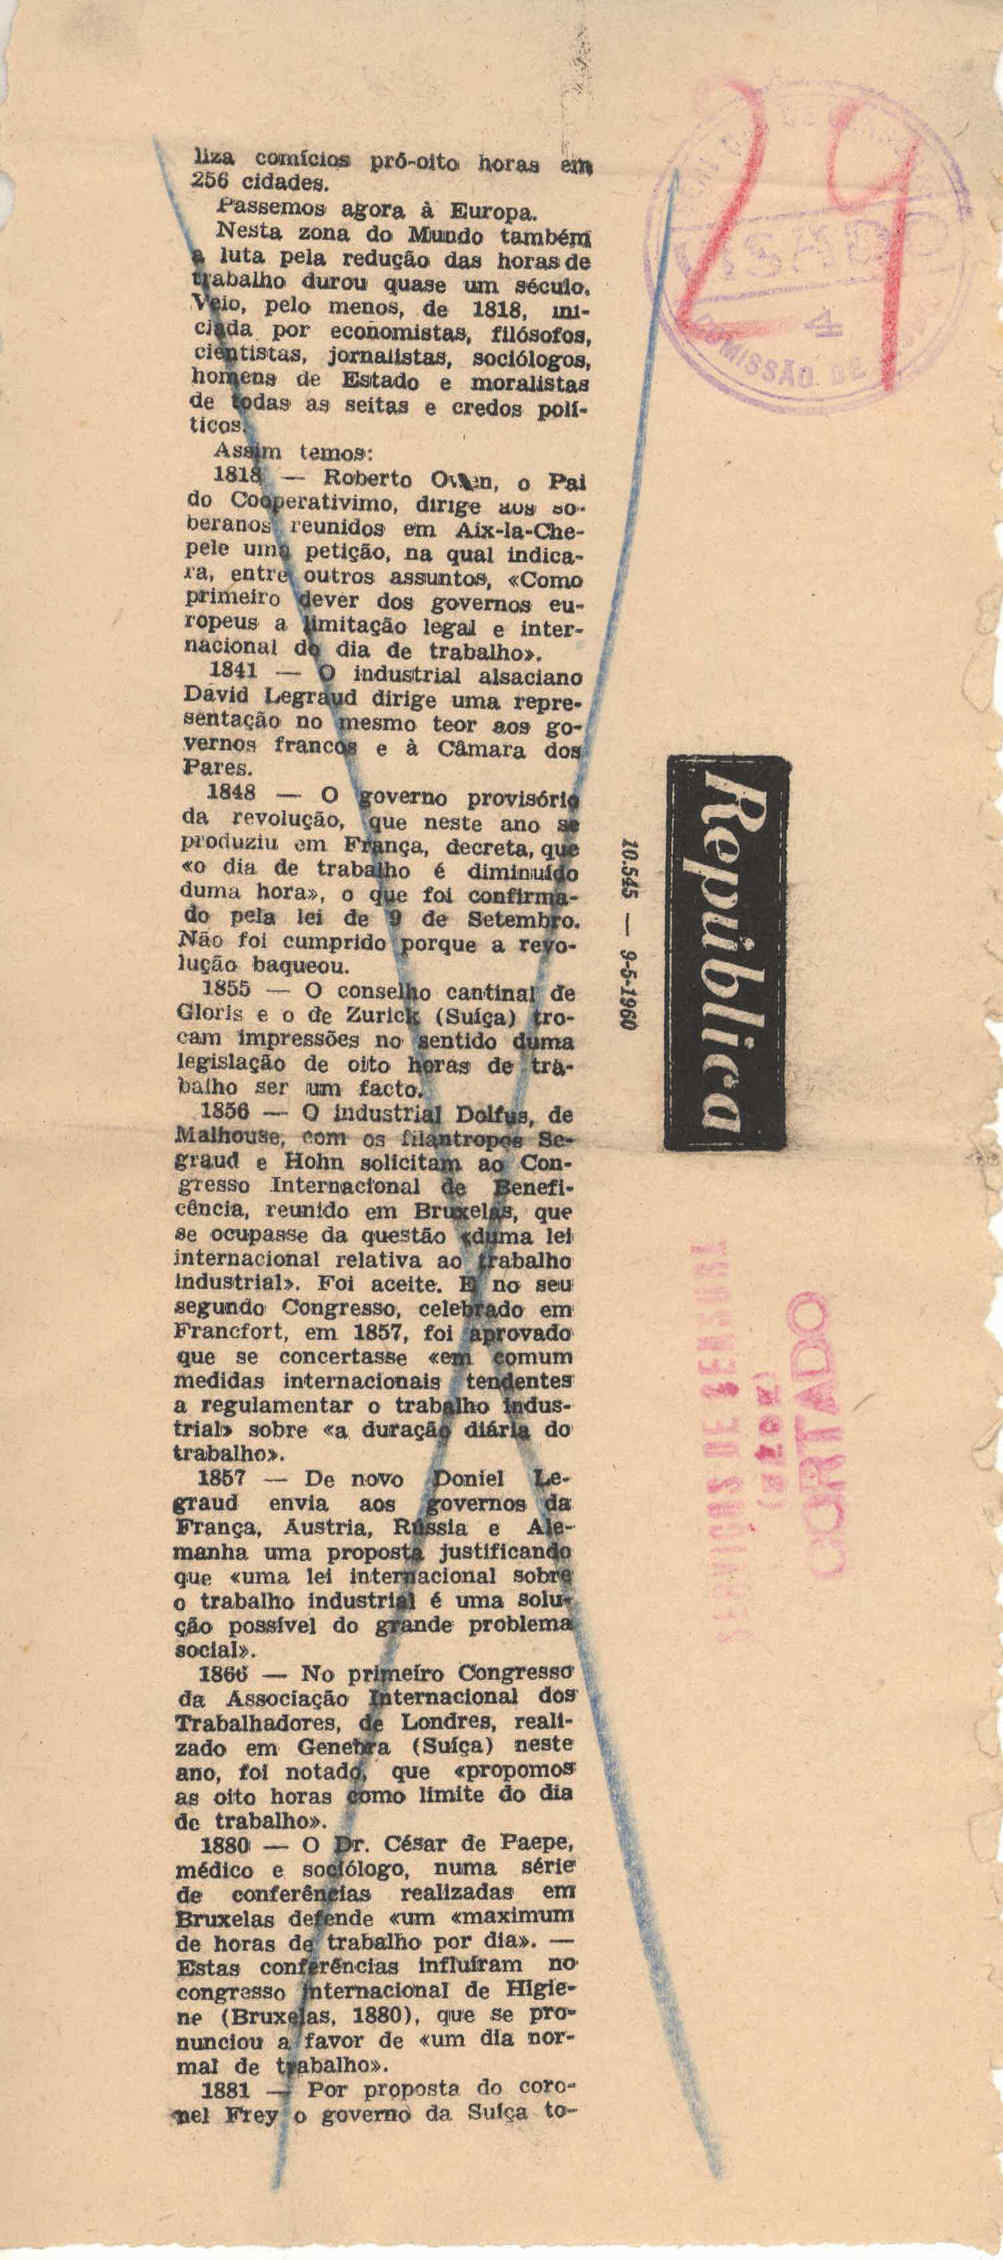 liza comícios pró-oito horas em
256 cidades.
Passemos agora à Europa.
Nesta zona do Mundo também
a luta pela redução das horas de
trabalho durou quase um século.
Veio, pelo menos, de 1818, ini-
ciada por economistas, filósofos,
cientistas, jornalistas, sociólogos,
homens de Estado e moralistas
de todas as seitas e credos polí-
ticos.
Assim temos:
1818 — Roberto Owen, o Pai
do Cooperativimo, dirige aos so-
beranos reunidos em Aix-la-Che-
pele uma petição, na qual indica-
ra, entre outros assuntos, «Como
primeiro dever dos governos eu-
ropeus a limitação legal e inter-
nacional do dia de trabalho».
1841 — O industrial alsaciano
David Legraud dirige uma repre-
sentação no mesmo teor aos go-
vernos francos e à Câmara dos
Pares.
1848 — O governo provisório
da revolução, que neste ano se
produziu em França, decreta, que
«o dia de trabalho é diminuído
duma hora», o que foi confirma-
do pela lei de 9 de Setembro.
Não foi cumprido porque a revo-
lução baqueou.
1855 — O conselho cantinal de
Gloris e o de Zurick (Suíça) tro-
cam impressões no sentido duma
legislação de oito horas de tra-
balho ser um facto.
1856 — O industrial Dolfus, de
Malhouse, com os filantropos Se-
graud e Hohn solicitam ao Con-
gresso Internacional de Benefi-
cência, reunido em Bruxelas, que
se ocupasse da questão «duma lei
internacional relativa ao trabalho
industrial». Foi aceite. E no seu
segundo Congresso, celebrado em
Francfort, em 1857, foi aprovado
que se concertasse «em comum
medidas internacionais tendentes
a regulamentar o trabalho indus-
trial» sobre «a duração diária do
trabalho».
1857 — De novo Doniel Le-
graud envia aos governos da
França, Austria, Rússia e Ale-
manha uma proposta justificando
que «uma lei internacional sobre
o trabalho industrial é uma solu-
ção possível do grande problema
social».
1866 — No primeiro Congresso
da Associação Internacional dos
Trabalhadores, de Londres, reali-
zado em Genebra (Suíça) neste
ano, foi notado, que «propomos
as oito horas como limite do dia
de trabalho».
1880 — O Dr. César de Paepe,
médico e sociólogo, numa série
de conferências realizadas em
Bruxelas defende «um «maximum
de horas de trabalho por dia». —
Estas conferências influíram no
congresso internacional de Higie-
ne (Bruxelas, 1880), que se pro-
nunciou a favor de «um dia nor-
mal de trabalho».
1881 — Por proposta do coro-
nel Frey o governo da Suíça to-
29
VISADO
COMISSÃO DE
República
10.545 — 9-5-1960
SERVIÇOS DE CENSURA
CORTADO